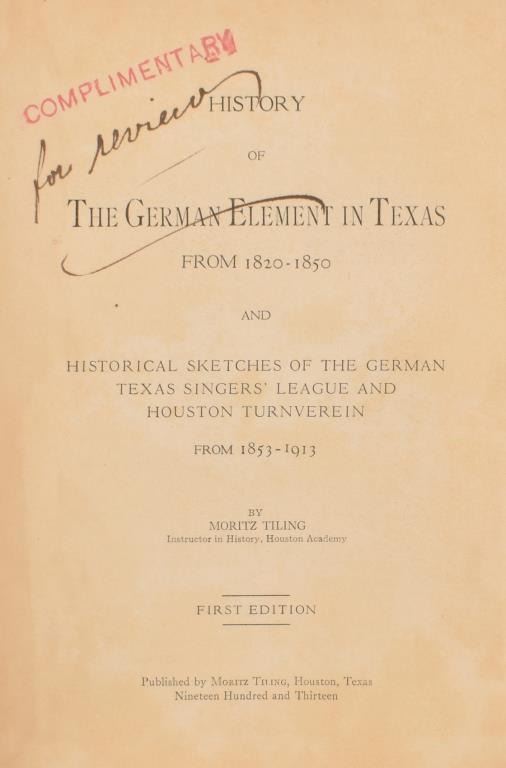 COMPLIMENTARY
for review
HISTORY
OF
THE GERMAN ELEMENT IN TEXAS
FROM 1820-1850
AND
HISTORICAL SKETCHES OF THE GERMAN
TEXAS SINGERS' LEAGUE AND
HOUSTON TURNVEREIN
FROM 1853-1913
BY
MORITZ TILING
Instructor in History, Houston Academy
FIRST EDITION
Published by MORITZ TILING, Houston, Texas
Nineteen Hundred and Thirteen